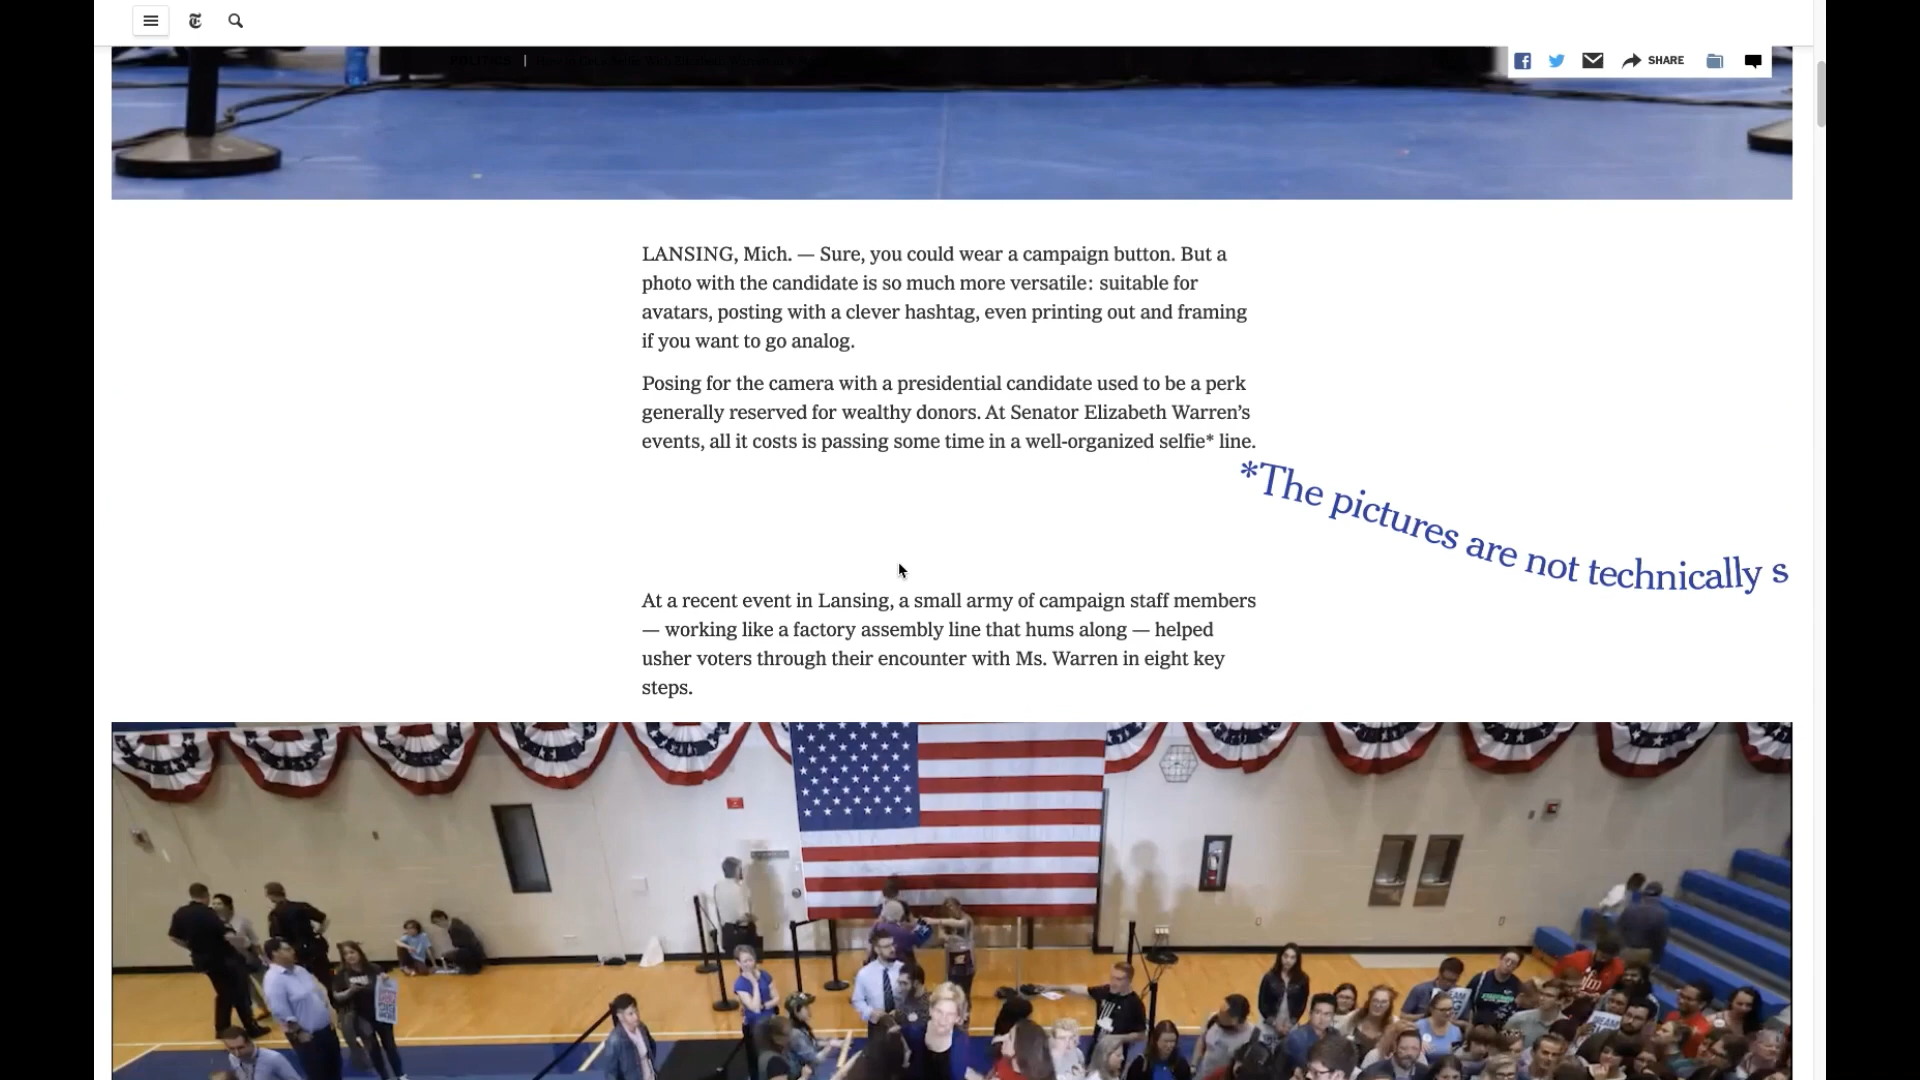 SHARE
LANSING, Mich. — Sure, you could wear a campaign button. But a
photo with the candidate is so much more versatile: suitable for
avatars, posting with a clever hashtag, even printing out and framing
if you want to go analog.
Posing for the camera with a presidential candidate used to be a perk
generally reserved for wealthy donors. At Senator Elizabeth Warren’s
events, all it costs is passing some time in a well-organized selfie* line.
*The pictures are not technically s
At a recent event in Lansing, a small army of campaign staff members
— working like a factory assembly line that hums along — helped
usher voters through their encounter with Ms. Warren in eight key
steps.